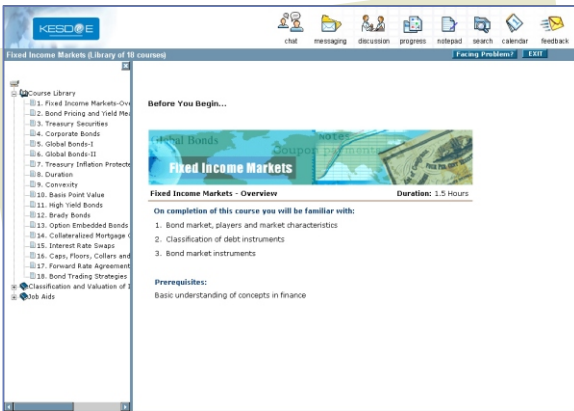 KESDEE
chat messaging discussion progress notepad search calendar feedback
Fixed Income Markets (Library of 18 courses) Facing Problem? EXIT
Course Library
1. Fixed Income Markets-Ove
2. Bond Pricing and Yield Mea
3. Treasury Securities
4. Corporate Bonds
5. Global Bonds-I
6. Global Bonds-II
7. Treasury Inflation Protecte
8. Duration
9. Convexity
10. Basis Point Value
11. High Yield Bonds
12. Brady Bonds
13. Option Embedded Bonds
14. Collateralized Mortgage O
15. Interest Rate Swaps
16. Caps, Floors, Collars and
17. Forward Rate Agreement
18. Bond Trading Strategies
Classification and Valuation of I
Job Aids
Before You Begin...
Global Bonds
Coupon payments
Fixed Income Markets
Fixed Income Markets - Overview Duration: 1.5 Hours
On completion of this course you will be familiar with:
1. Bond market, players and market characteristics
2. Classification of debt instruments
3. Bond market instruments
Prerequisites:
Basic understanding of concepts in finance